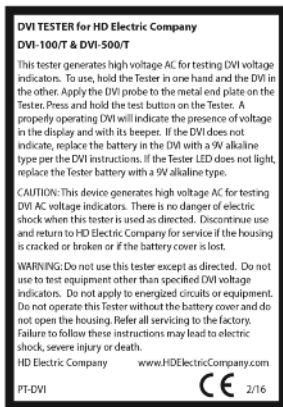 DVI TESTER for HD Electric Company
DVI-100/T & DVI-500/T
This tester generates high voltage AC for testing DVI voltage
indicators. To use, hold the Tester in one hand and the DVI in
the other. Apply the DVI probe to the metal end plate on the
Tester. Press and hold the test button on the Tester. A
properly operating DVI will indicate the presence of voltage
in the display and with its beeper. If the DVI does not
indicate, replace the battery in the DVI with a 9V alkaline
type per the DVI instructions. If the Tester LED does not light,
replace the Tester battery with a 9V alkaline type.
CAUTION: This device generates high voltage AC for testing
DVI AC voltage indicators. There is no danger of electric
shock when this tester is used as directed. Discontinue use
and return to HD Electric Company for service if the housing
is cracked or broken or if the battery cover is lost.
WARNING: Do not use this tester except as directed. Do not
use to test equipment other than specified DVI voltage
indicators. Do not apply to energized circuits or equipment.
Do not operate this Tester without the battery cover and do
not open the housing. Refer all servicing to the factory.
Failure to follow these instructions may lead to electric
shock, severe injury or death.
HD Electric Company www.HDElectricCompany.com
PT-DVI CE 2/16